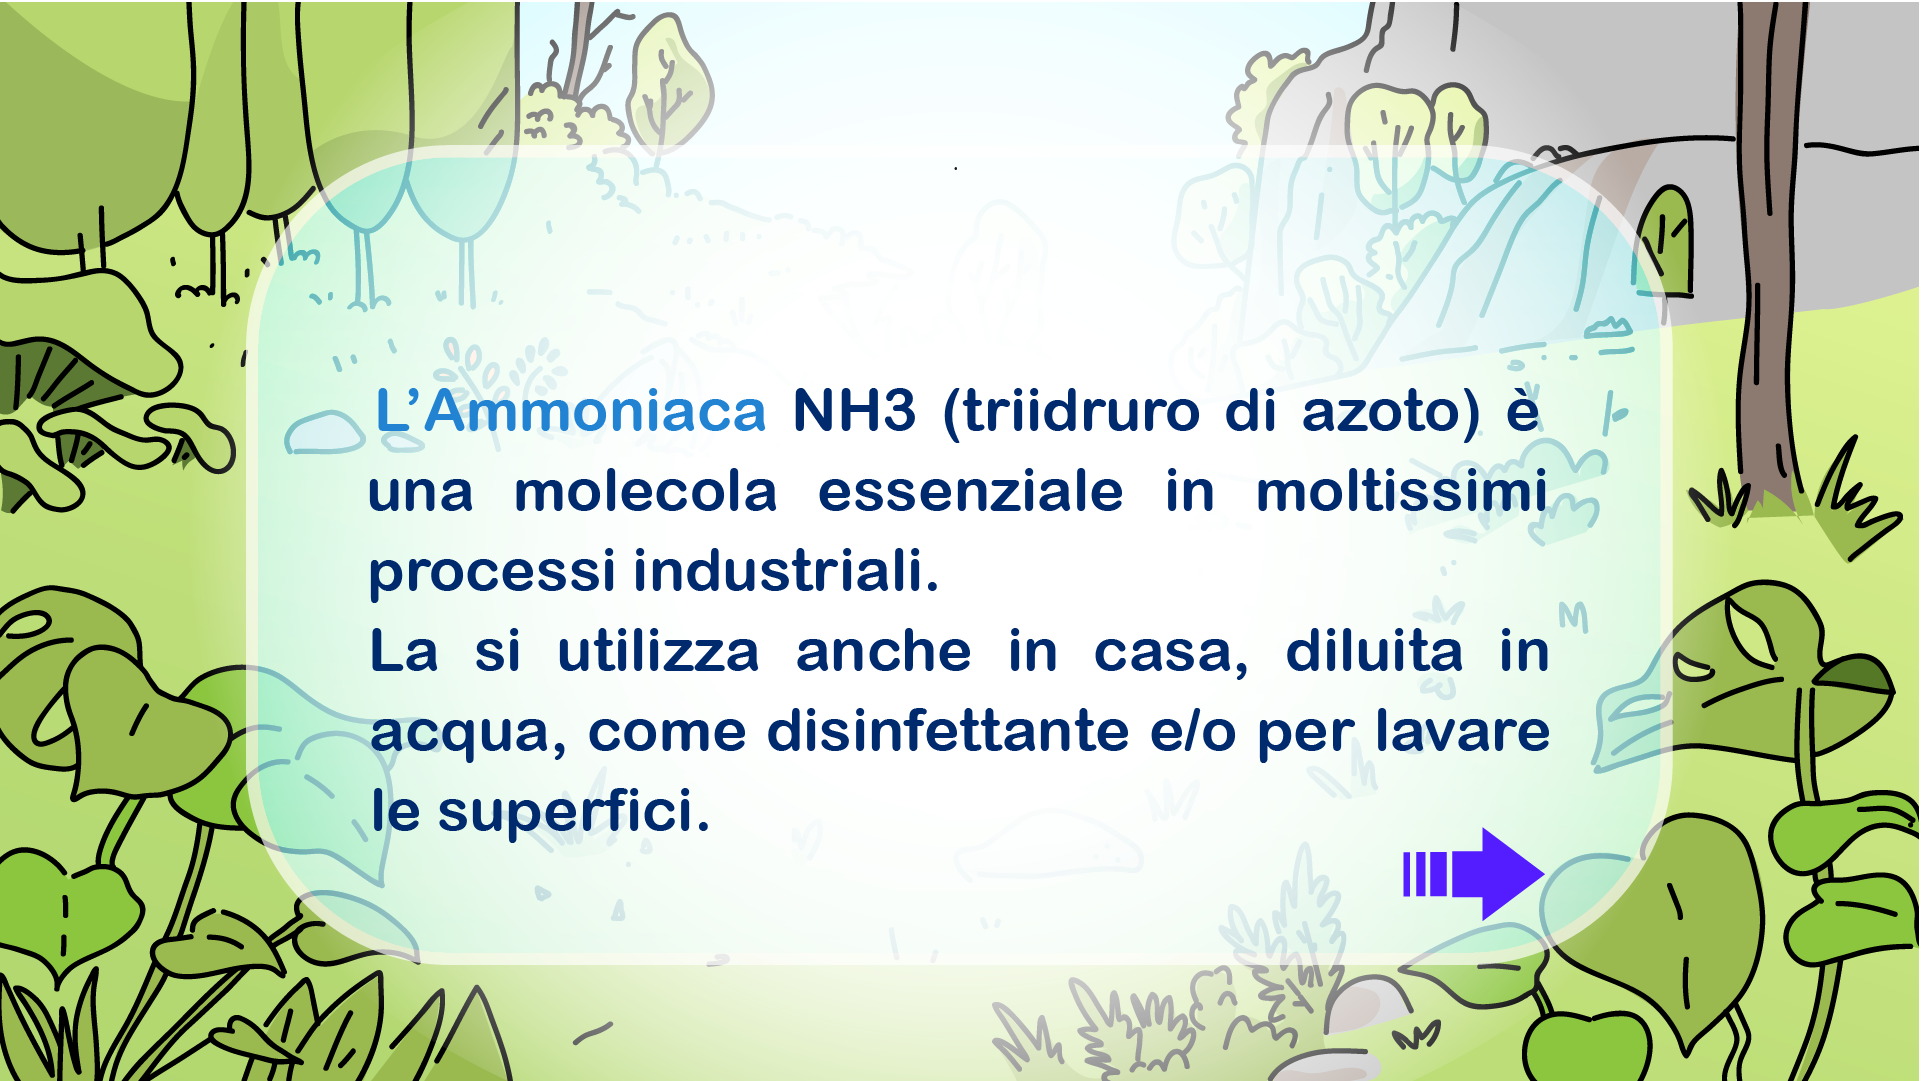 L’Ammoniaca NH3 (triidruro di azoto) è
una molecola essenziale in moltissimi
processi industriali.
La si utilizza anche in casa, diluita in
acqua, come disinfettante e/o per lavare
le superfici.